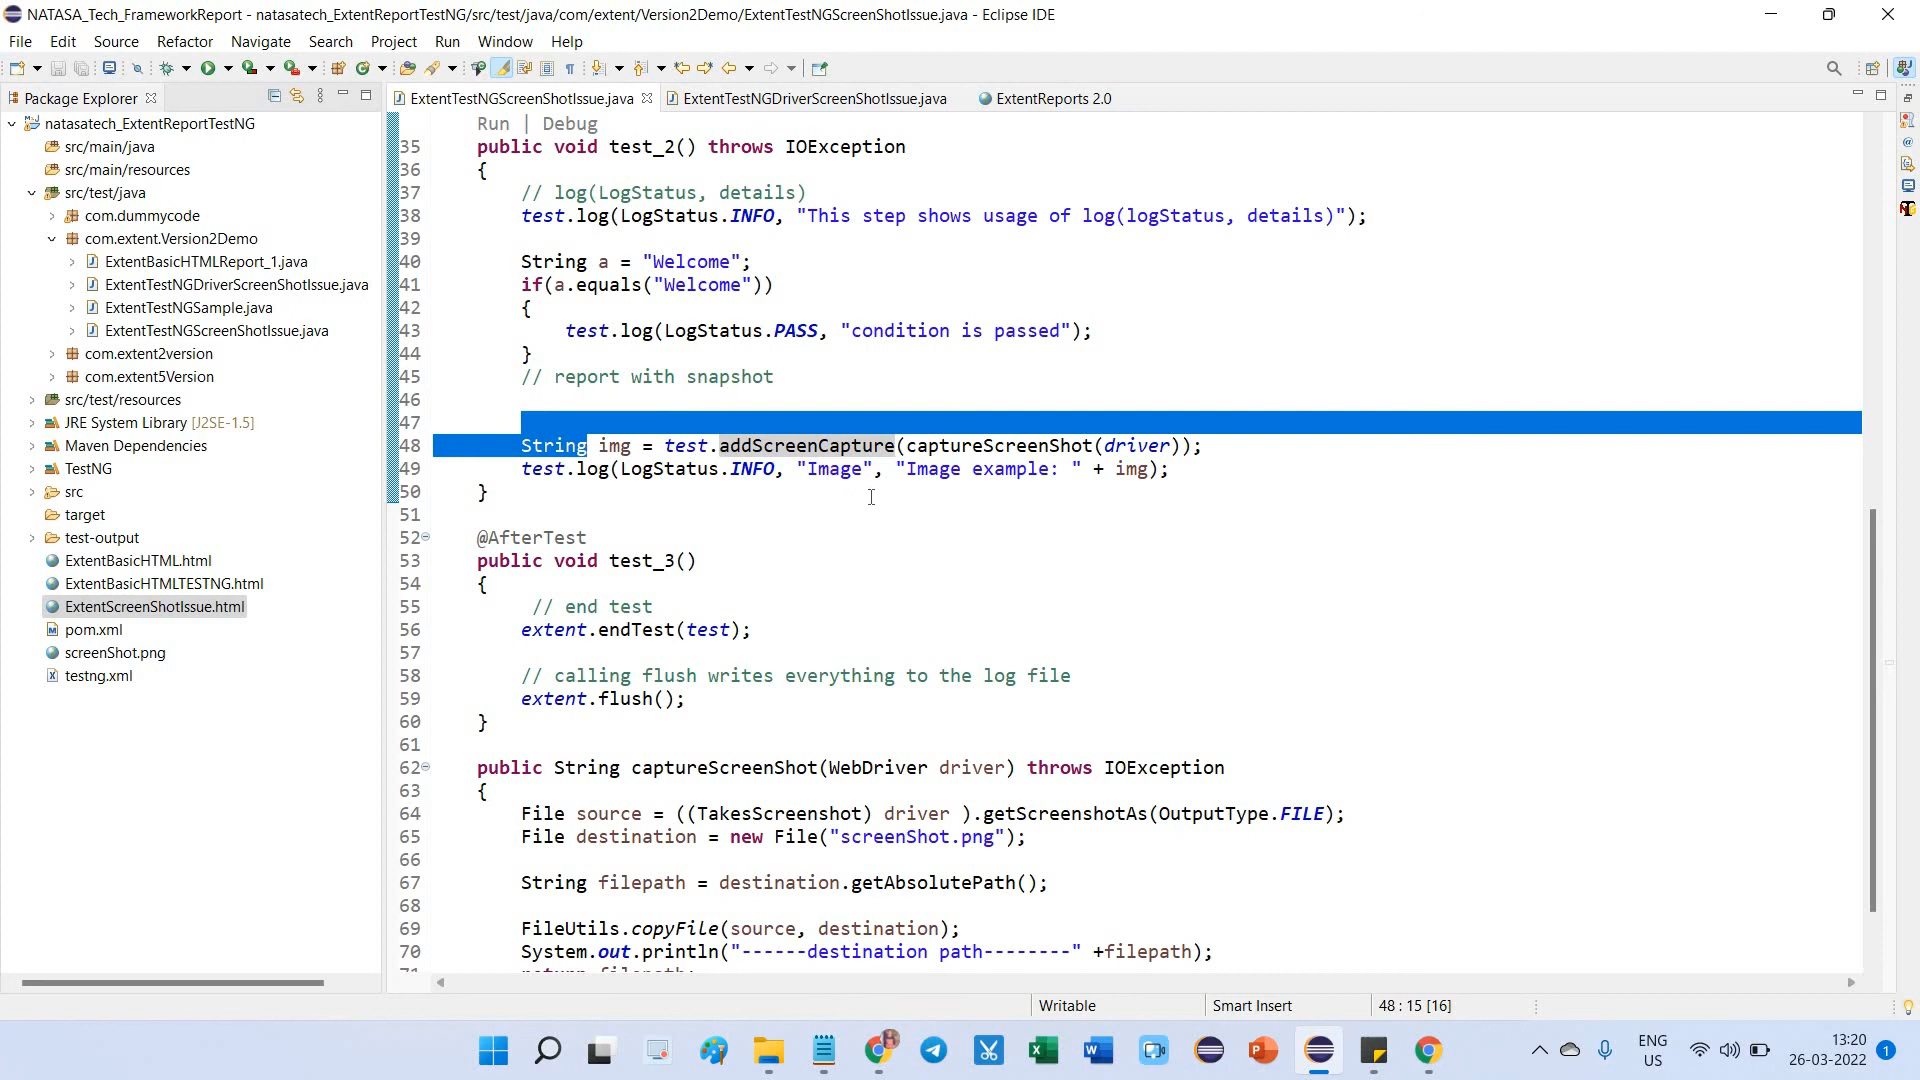 NATASA_Tech_FrameworkReport - natasatech_ExtentReportTestNG/src/test/java/com/extent/Version2Demo/ExtentTestNGScreenShotIssue.java - Eclipse IDE
File Edit Source Refactor Navigate Search Project Run Window Help
Package Explorer
natasatech_ExtentReportTestNG
src/main/java
src/main/resources
src/test/java
com.dummycode
com.extent.Version2Demo
ExtentBasicHTMLReport_1.java
ExtentTestNGDriverScreenShotIssue.java
ExtentTestNGSample.java
ExtentTestNGScreenShotIssue.java
com.extent2version
com.extent5Version
src/test/resources
JRE System Library [J2SE-1.5]
Maven Dependencies
TestNG
src
target
test-output
ExtentBasicHTML.html
ExtentBasicHTMLTESTNG.html
ExtentScreenShotIssue.html
pom.xml
screenShot.png
testng.xml
ExtentTestNGScreenShotIssue.java ExtentTestNGDriverScreenShotIssue.java ExtentReports 2.0
Run | Debug
35 public void test_2() throws IOException
36 {
37 // log(LogStatus, details)
38 test.log(LogStatus.INFO, "This step shows usage of log(logStatus, details)");
39
40 String a = "Welcome";
41 if(a.equals("Welcome"))
42 {
43 test.log(LogStatus.PASS, "condition is passed");
44 }
45 // report with snapshot
46
47
48 String img = test.addScreenCapture(captureScreenShot(driver));
49 test.log(LogStatus.INFO, "Image", "Image example: " + img);
50 }
51
52 @AfterTest
53 public void test_3()
54 {
55 // end test
56 extent.endTest(test);
57
58 // calling flush writes everything to the log file
59 extent.flush();
60 }
61
62 public String captureScreenShot(WebDriver driver) throws IOException
63 {
64 File source = ((TakesScreenshot) driver ).getScreenshotAs(OutputType.FILE);
65 File destination = new File("screenShot.png");
66
67 String filepath = destination.getAbsolutePath();
68
69 FileUtils.copyFile(source, destination);
70 System.out.println("------destination path--------" +filepath);
71 return filepath;
Writable Smart Insert 48 : 15 [16]
ENG
US
13:20
26-03-2022
1